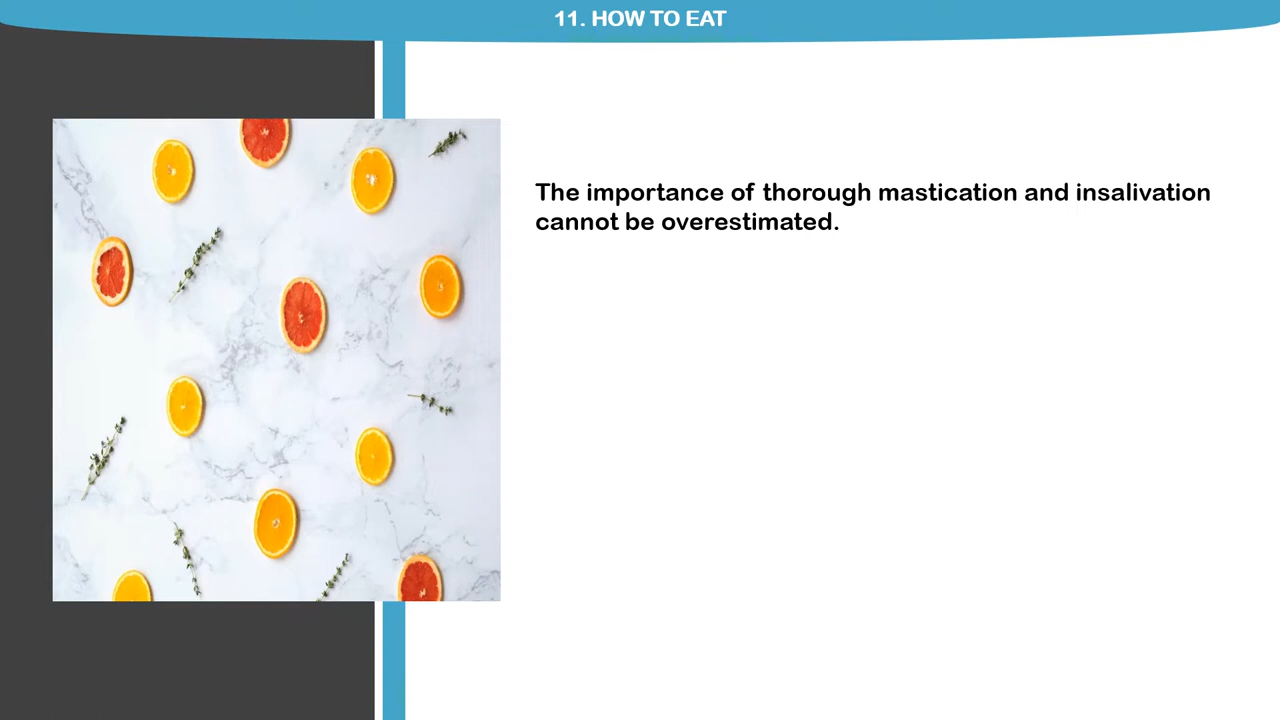 11. HOW TO EAT
The importance of thorough mastication and insalivation
cannot be overestimated.